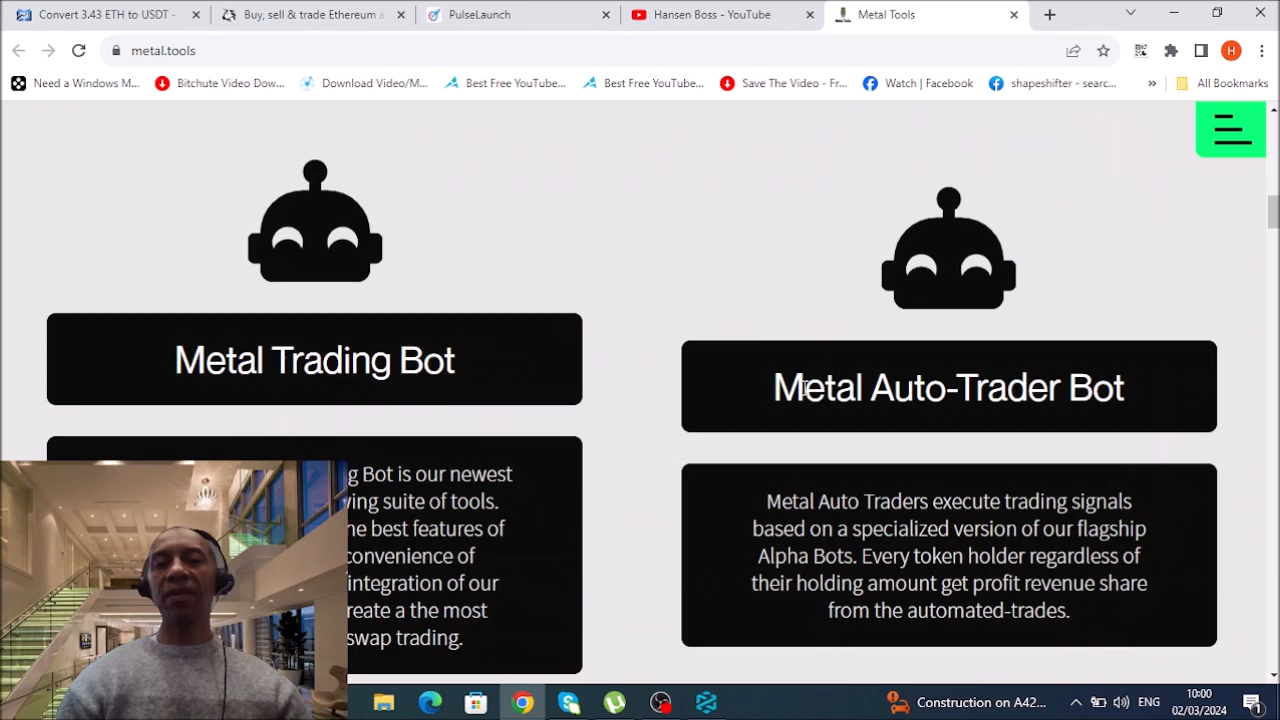 Convert 3.43 ETH to USDT -
Buy, sell & trade Ethereum a
PulseLaunch
Hansen Boss - YouTube
Metal Tools
metal.tools
H
Need a Windows M...
Bitchute Video Dow...
Download Video/M...
Best Free YouTube...
Best Free YouTube...
Save The Video - Fr...
Watch | Facebook
shapeshifter - searc...
All Bookmarks
Metal Trading Bot
g Bot is our newest
ving suite of tools.
he best features of
convenience of
integration of our
reate a the most
swap trading.
Metal Auto-Trader Bot
Metal Auto Traders execute trading signals
based on a specialized version of our flagship
Alpha Bots. Every token holder regardless of
their holding amount get profit revenue share
from the automated-trades.
Construction on A42...
ENG
10:00
02/03/2024
1